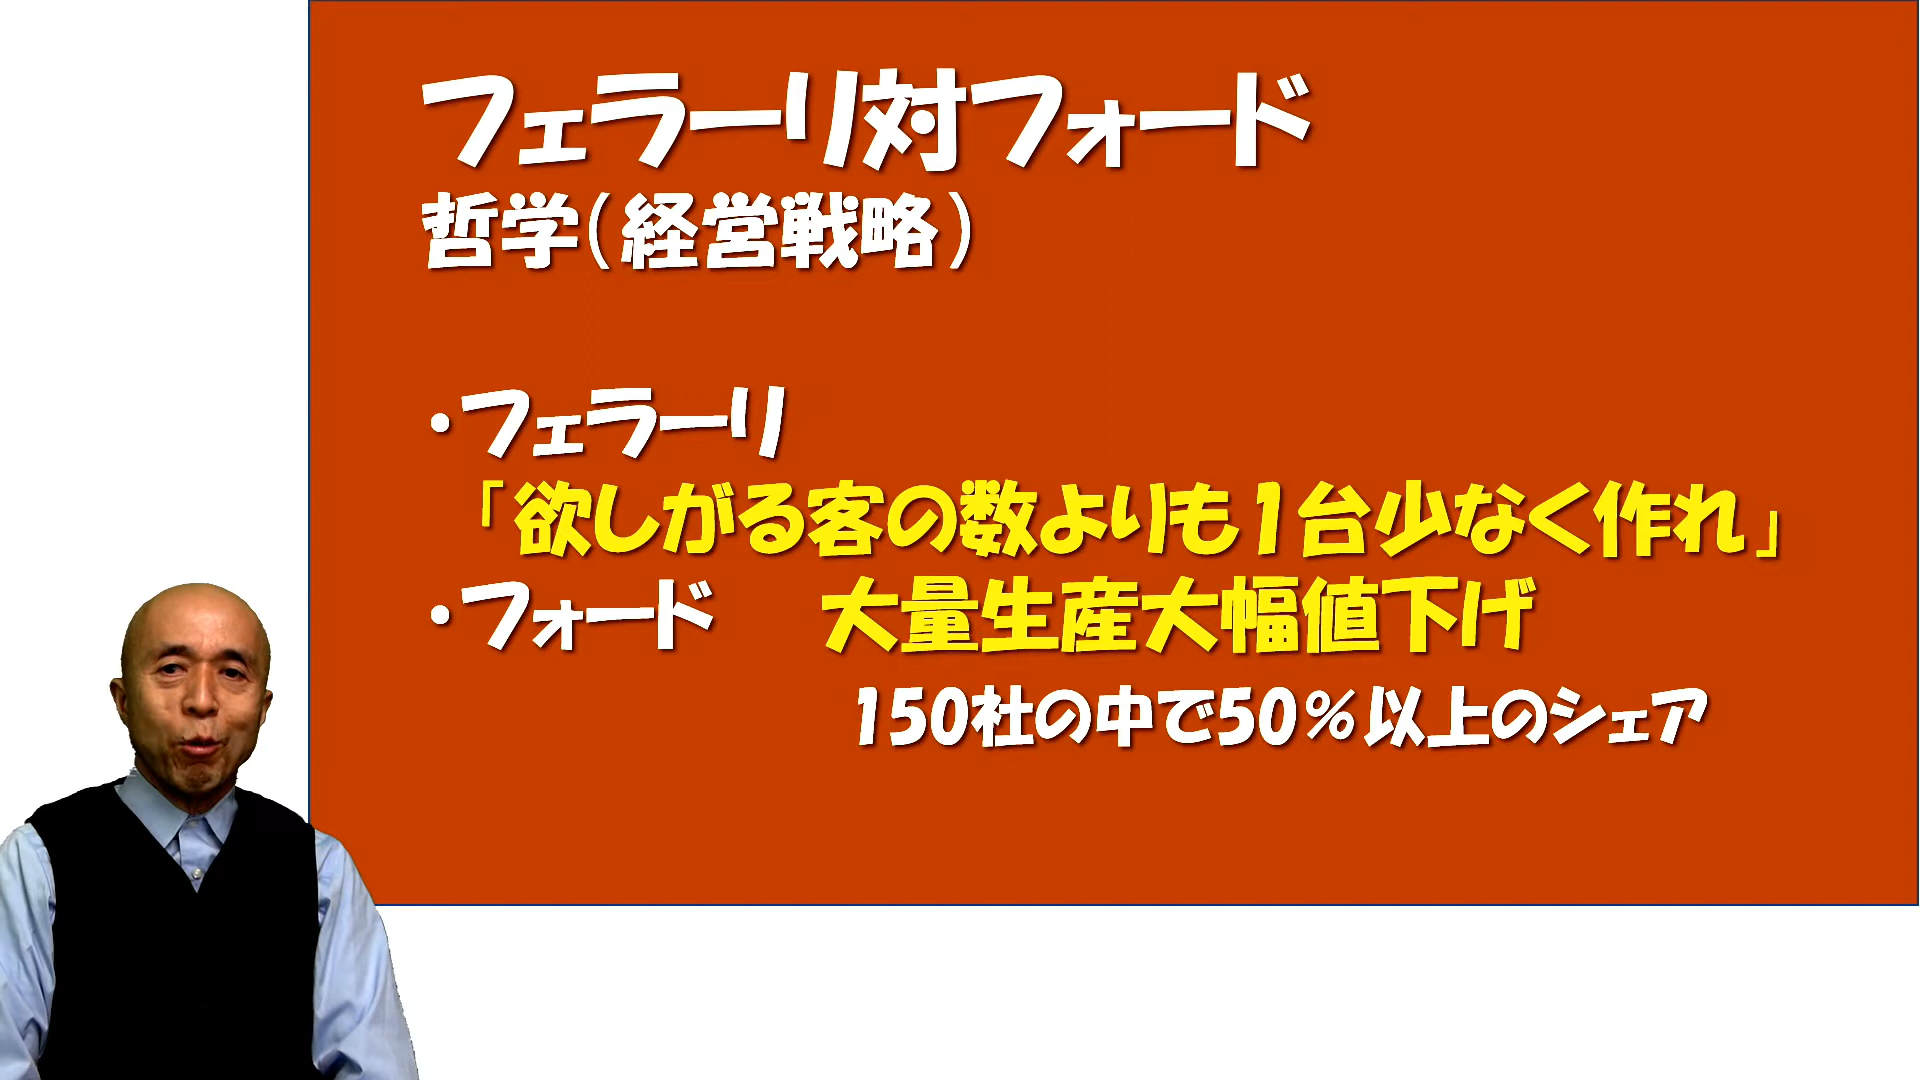 フェラーリ対フォード
哲学（経営戦略）
・フェラーリ
「欲しがる客の数よりも1台少なく作れ」
・フォード　大量生産大幅値下げ
150社の中で50％以上のシェア